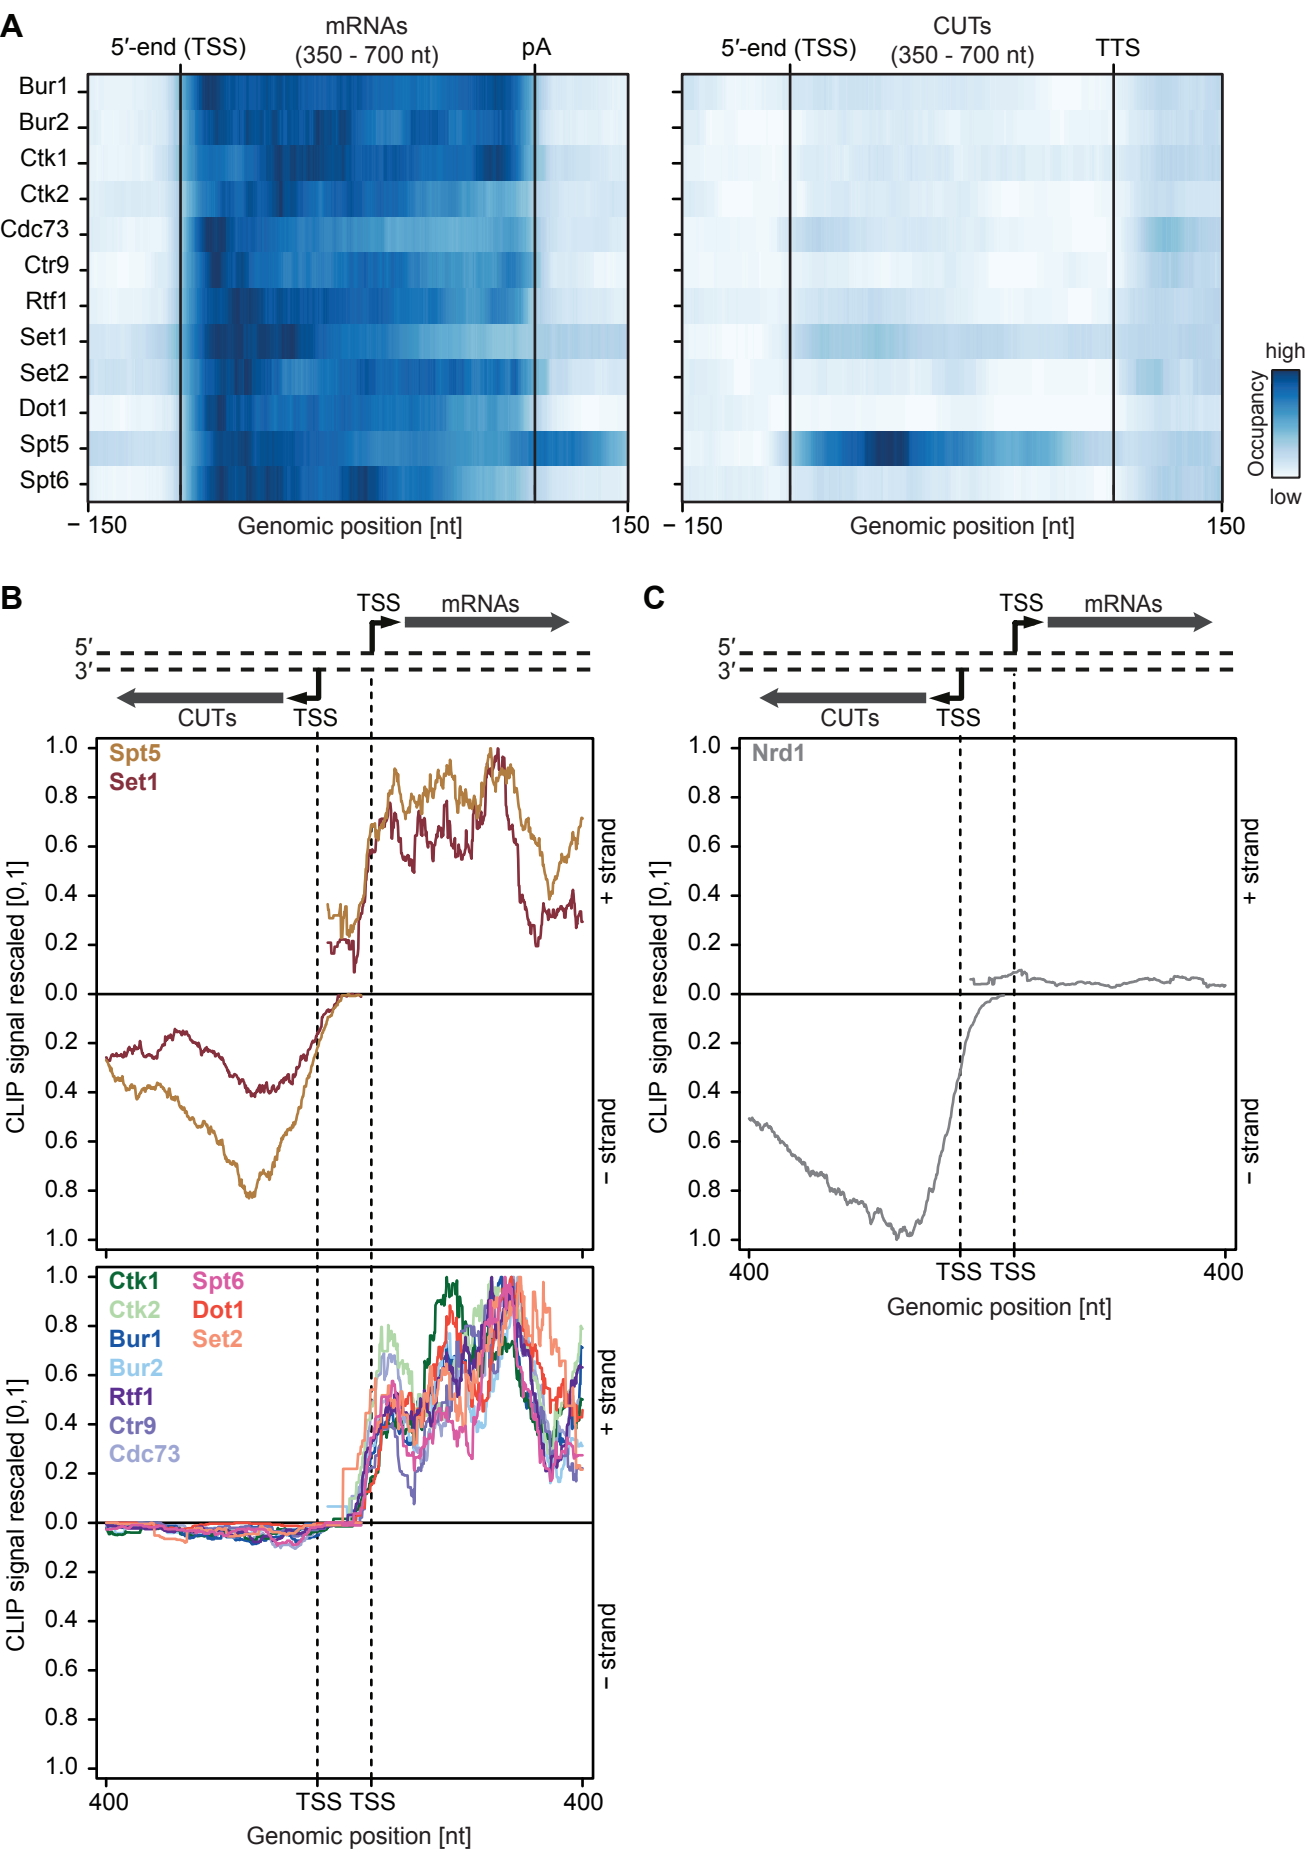 A
mRNAs
5′-end (TSS)
(350 - 700 nt)
pA
CUTs
5′-end (TSS)
(350 - 700 nt)
TTS
Bur1
Bur2
Ctk1
Ctk2
Cdc73
Ctr9
Rtf1
Set1
Set2
Dot1
Spt5
Spt6
high
Occupancy
low
– 150
Genomic position [nt]
150
– 150
Genomic position [nt]
150
B
TSS
mRNAs
5′
3′
CUTs
TSS
1.0
0.8
0.6
0.4
0.2
0.0
0.2
0.4
0.6
0.8
1.0
Spt5
Set1
CLIP signal rescaled [0,1]
+ strand
– strand
1.0
0.8
0.6
0.4
0.2
0.0
0.2
0.4
0.6
0.8
1.0
Ctk1
Spt6
Ctk2
Dot1
Bur1
Set2
Bur2
Rtf1
Ctr9
Cdc73
CLIP signal rescaled [0,1]
+ strand
– strand
400
TSS TSS
400
Genomic position [nt]
C
TSS
mRNAs
5′
3′
CUTs
TSS
1.0
0.8
0.6
0.4
0.2
0.0
0.2
0.4
0.6
0.8
1.0
Nrd1
CLIP signal rescaled [0,1]
+ strand
– strand
400
TSS TSS
400
Genomic position [nt]